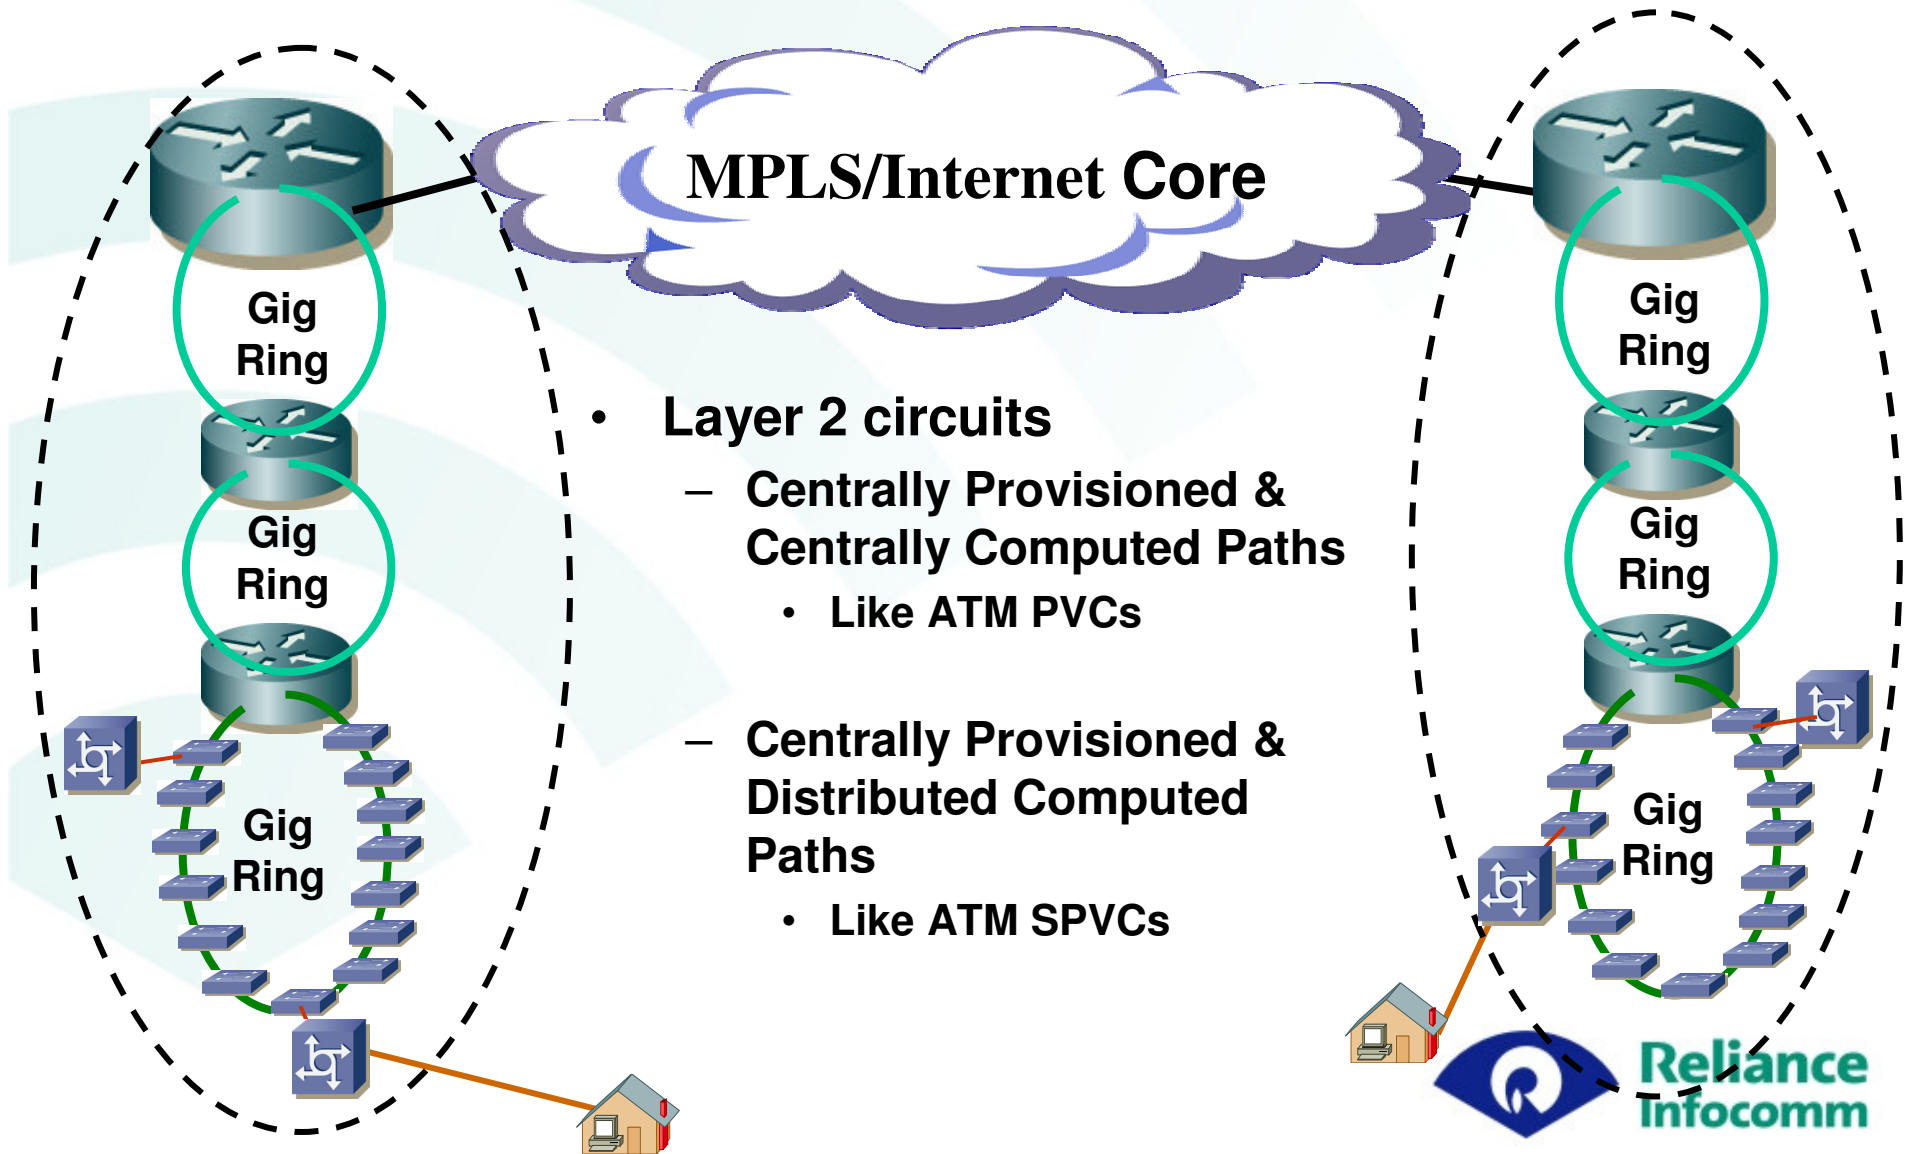 MPLS/Internet Core
Gig
Ring
Gig
Ring
Gig
Ring
• Layer 2 circuits
– Centrally Provisioned &
Centrally Computed Paths
• Like ATM PVCs
– Centrally Provisioned &
Distributed Computed
Paths
• Like ATM SPVCs
Gig
Ring
Gig
Ring
Gig
Ring
Reliance
Infocomm